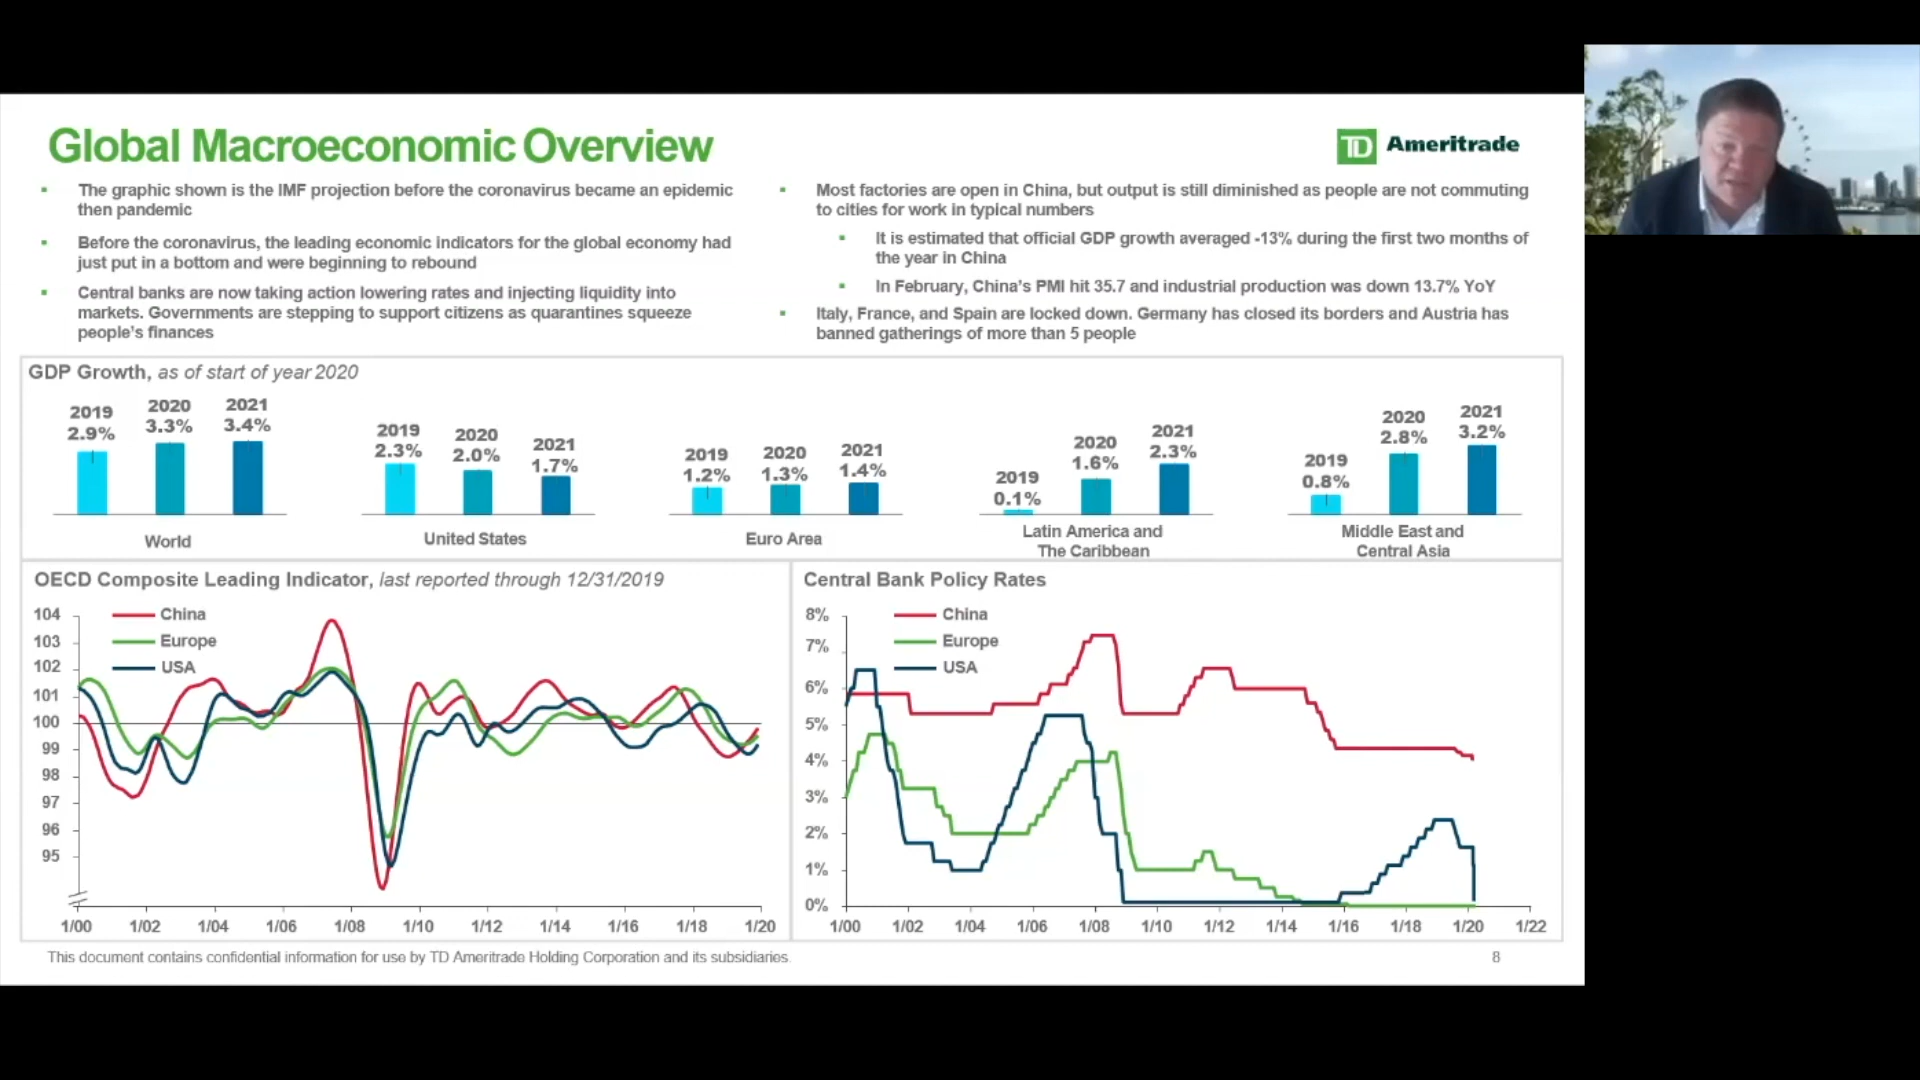 Global Macroeconomic Overview
TD Ameritrade
▪ The graphic shown is the IMF projection before the coronavirus became an epidemic
then pandemic
▪ Before the coronavirus, the leading economic indicators for the global economy had
just put in a bottom and were beginning to rebound
▪ Central banks are now taking action lowering rates and injecting liquidity into
markets. Governments are stepping to support citizens as quarantines squeeze
people's finances
▪ Most factories are open in China, but output is still diminished as people are not commuting
to cities for work in typical numbers
▪ It is estimated that official GDP growth averaged -13% during the first two months of
the year in China
▪ In February, China's PMI hit 35.7 and industrial production was down 13.7% YoY
▪ Italy, France, and Spain are locked down. Germany has closed its borders and Austria has
banned gatherings of more than 5 people
GDP Growth, as of start of year 2020
2019 2020 2021
2.9% 3.3% 3.4%
World
2019 2020 2021
2.3% 2.0% 1.7%
United States
2019 2020 2021
1.2% 1.3% 1.4%
Euro Area
2019 2020 2021
0.1% 1.6% 2.3%
Latin America and
The Caribbean
2019 2020 2021
0.8% 2.8% 3.2%
Middle East and
Central Asia
OECD Composite Leading Indicator, last reported through 12/31/2019
104
103
102
101
100
99
98
97
96
95
China
Europe
USA
1/00 1/02 1/04 1/06 1/08 1/10 1/12 1/14 1/16 1/18 1/20
Central Bank Policy Rates
8%
7%
6%
5%
4%
3%
2%
1%
0%
China
Europe
USA
1/00 1/02 1/04 1/06 1/08 1/10 1/12 1/14 1/16 1/18 1/20 1/22
This document contains confidential information for use by TD Ameritrade Holding Corporation and its subsidiaries.
8